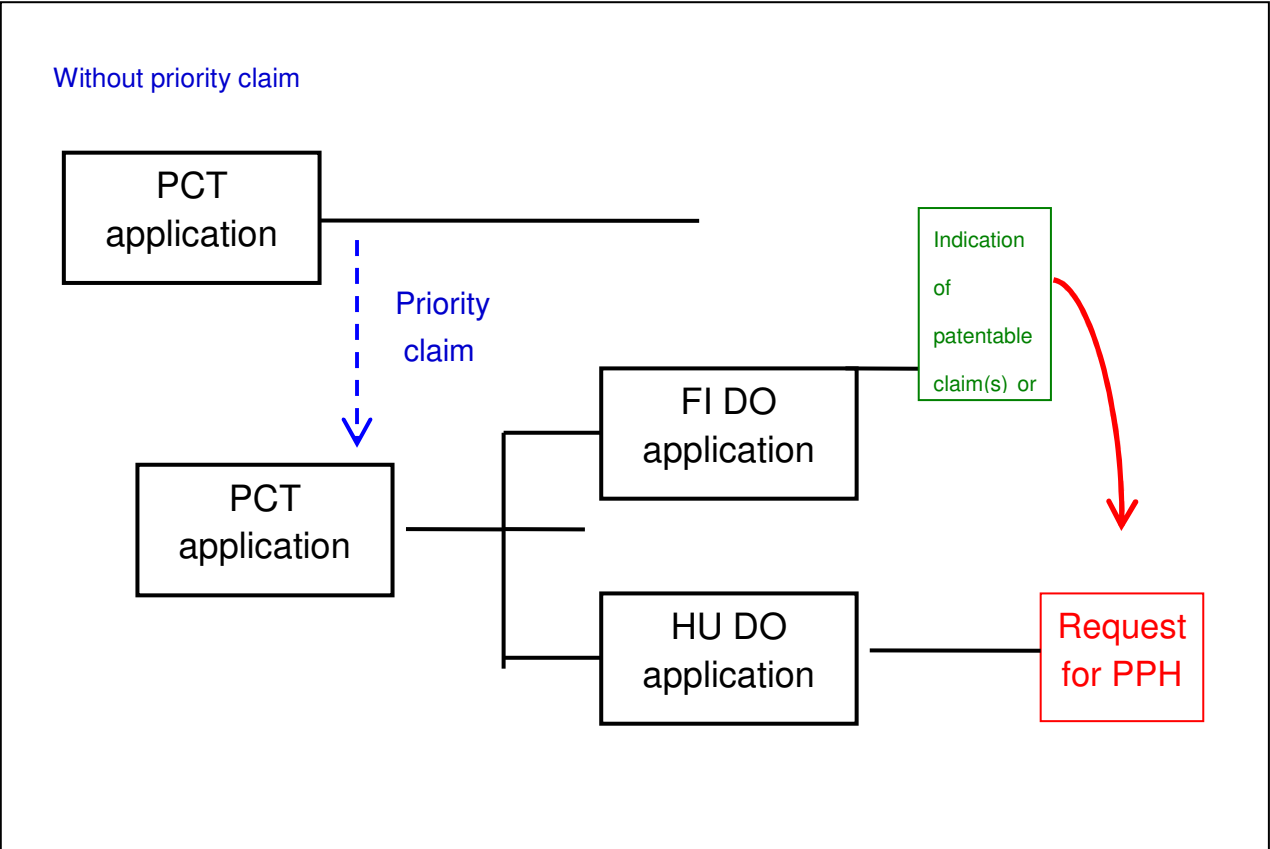 Without priority claim
PCT
application
Priority
claim
Indication
of
patentable
claim(s) or
FI DO
application
PCT
application
HU DO
application
Request
for PPH